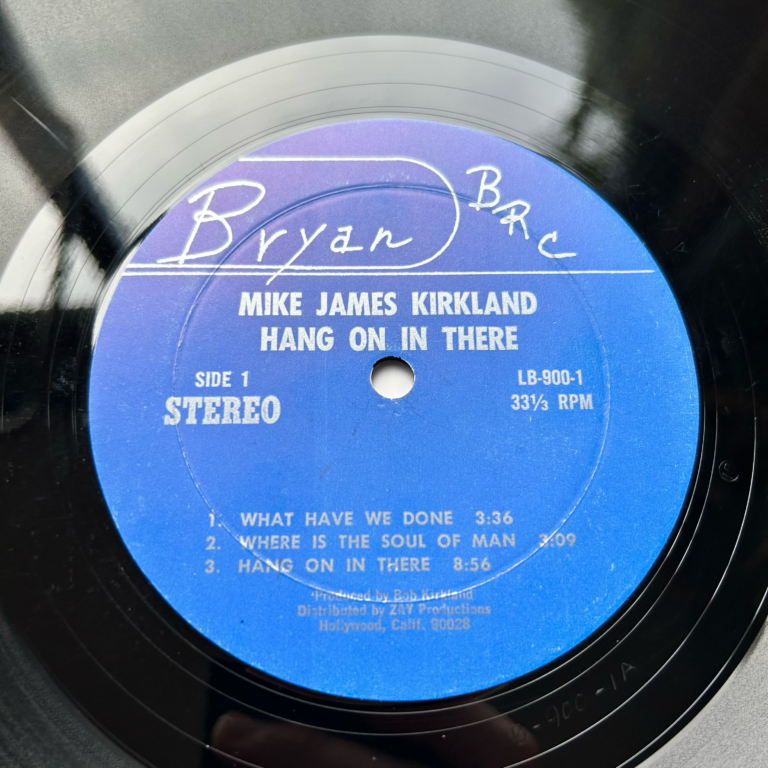 Bryan BRC
MIKE JAMES KIRKLAND
HANG ON IN THERE
SIDE 1
STEREO
LB-900-1
33⅓ RPM
1. WHAT HAVE WE DONE 3:36
2. WHERE IS THE SOUL OF MAN 3:09
3. HANG ON IN THERE 8:56
Produced by Bob Kirkland
Distributed by ZAY Productions
Hollywood, Calif. 90028